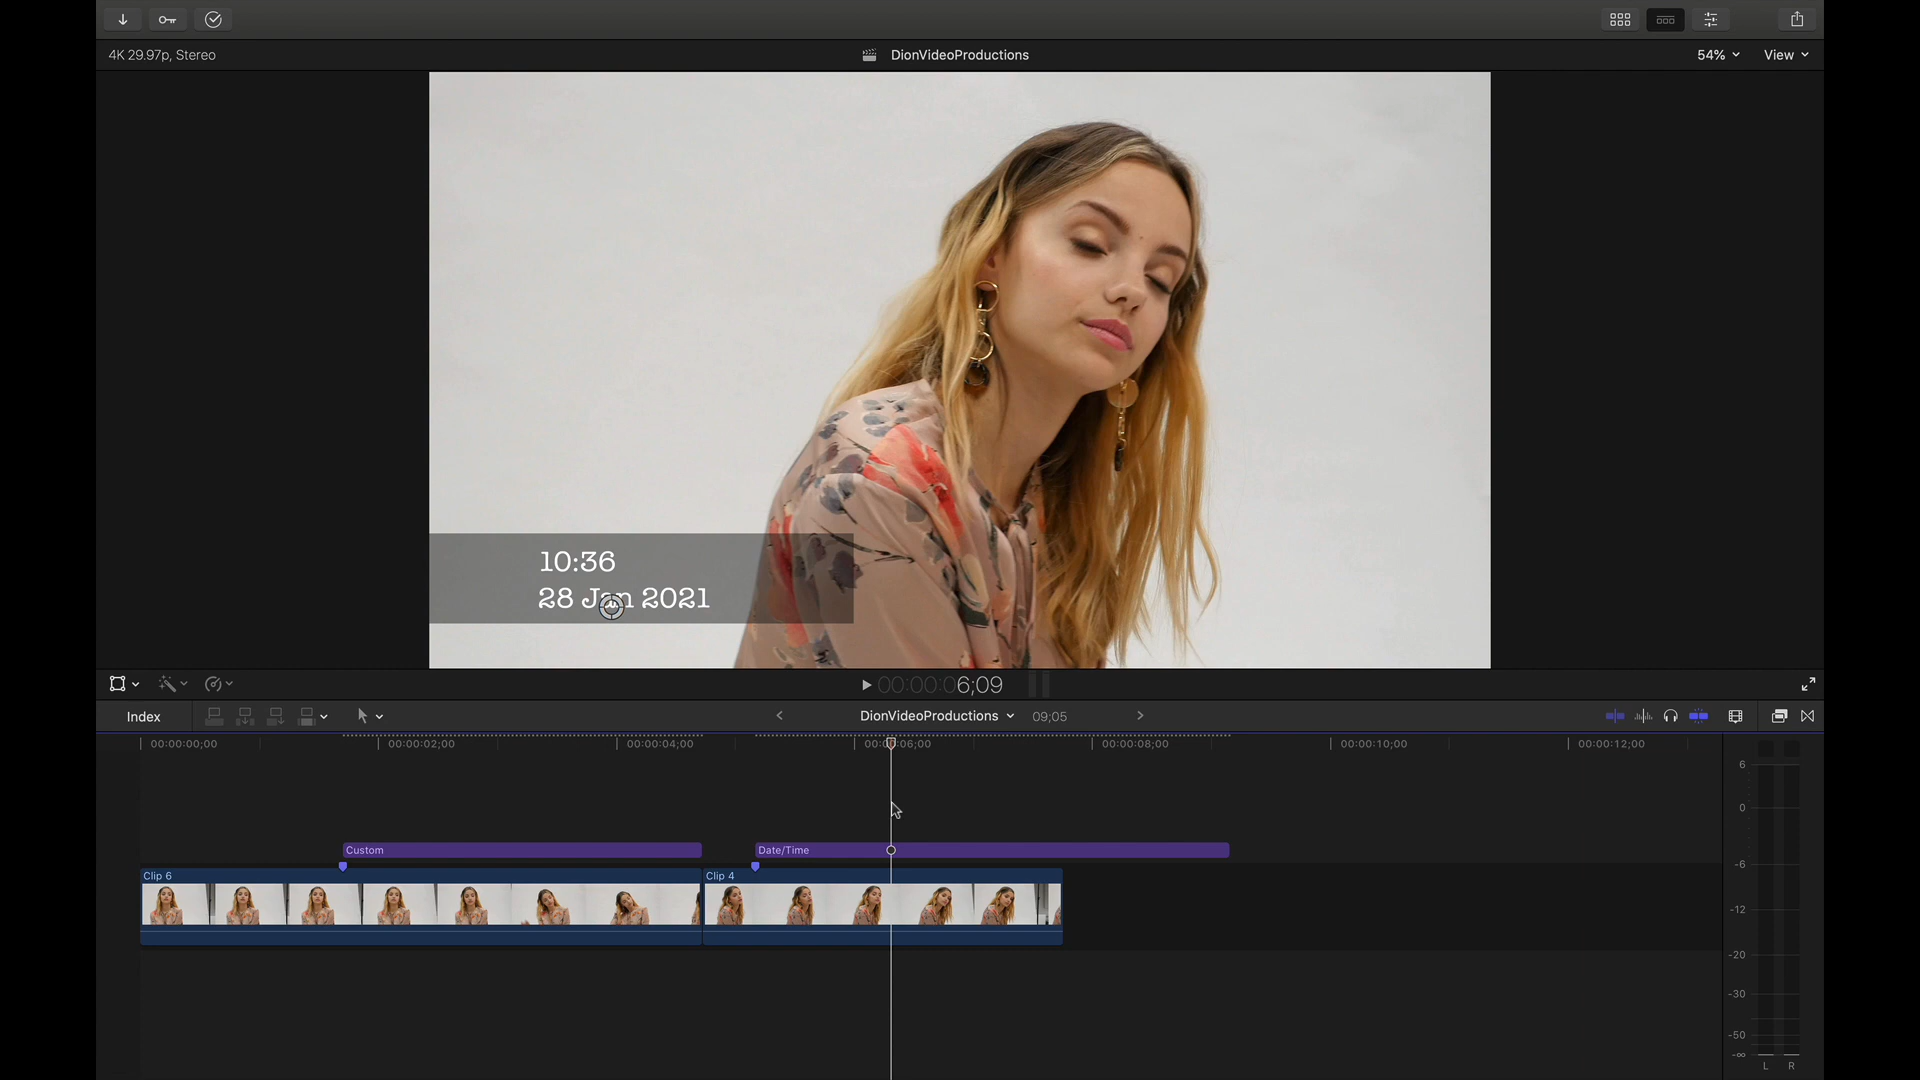 4K 29.97p, Stereo
DionVideoProductions
54%
View
10:36
28 Jan 2021
00:00:06;09
Index
DionVideoProductions
09;05
00:00:00;00
00:00:02;00
00:00:04;00
00:00:06;00
00:00:08;00
00:00:10;00
00:00:12;00
6
0
-6
-12
-20
-30
-50
-∞
L R
Custom
Date/Time
Clip 6
Clip 4